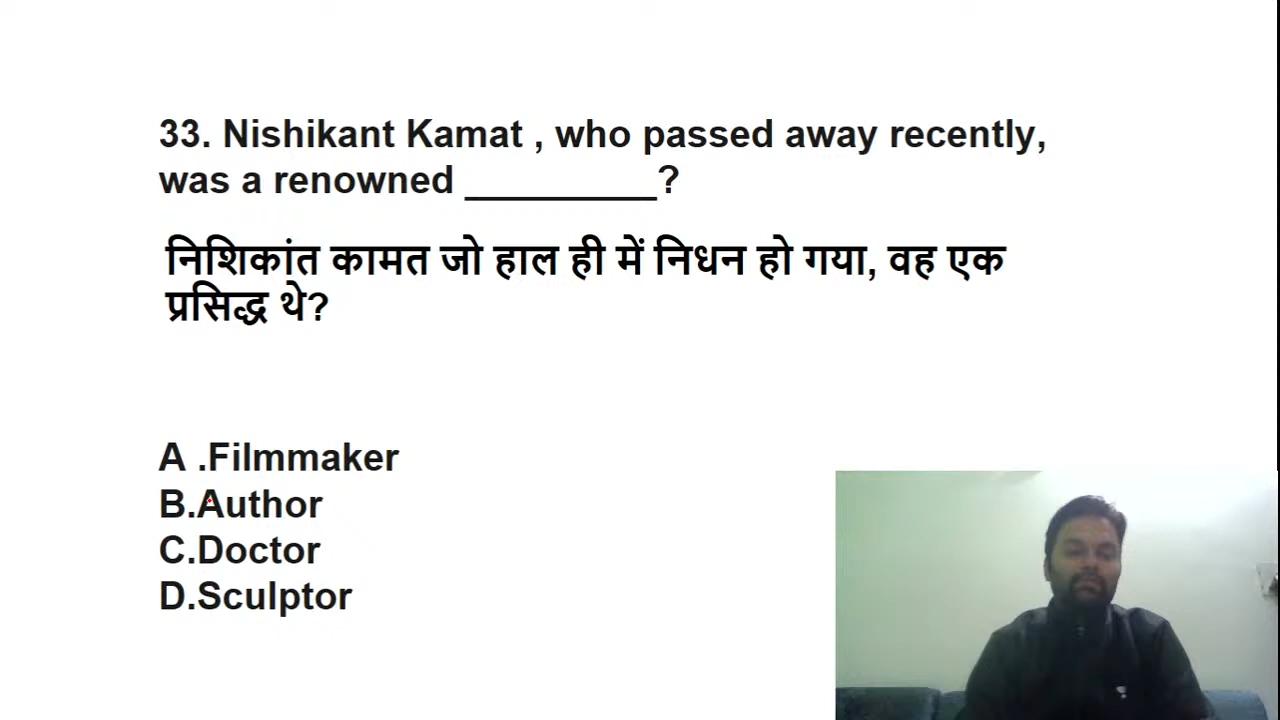 33. Nishikant Kamat , who passed away recently,
was a renowned _________?
निशिकांत कामत जो हाल ही में निधन हो गया, वह एक
प्रसिद्ध थे?
A .Filmmaker
B.Author
C.Doctor
D.Sculptor